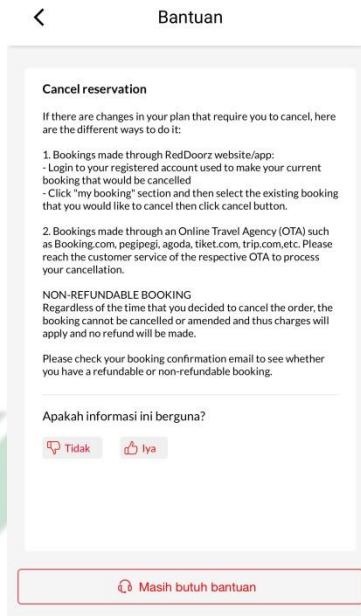 Bantuan
Cancel reservation
If there are changes in your plan that require you to cancel, here
are the different ways to do it:
1. Bookings made through RedDoorz website/app:
- Login to your registered account used to make your current
booking that would be cancelled
- Click "my booking" section and then select the existing booking
that you would like to cancel then click cancel button.
2. Bookings made through an Online Travel Agency (OTA) such
as Booking.com, pegipegi, agoda, tiket.com, trip.com,etc. Please
reach the customer service of the respective OTA to process
your cancellation.
NON-REFUNDABLE BOOKING
Regardless of the time that you decided to cancel the order, the
booking cannot be cancelled or amended and thus charges will
apply and no refund will be made.
Please check your booking confirmation email to see whether
you have a refundable or non-refundable booking.
Apakah informasi ini berguna?
Tidak Iya
Masih butuh bantuan